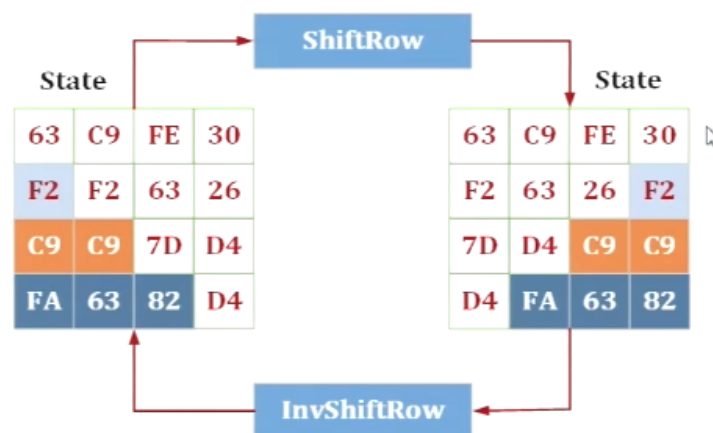 ShiftRow
State
State
63 C9 FE 30
F2 F2 63 26
C9 C9 7D D4
FA 63 82 D4
63 C9 FE 30
F2 63 26 F2
7D D4 C9 C9
D4 FA 63 82
InvShiftRow